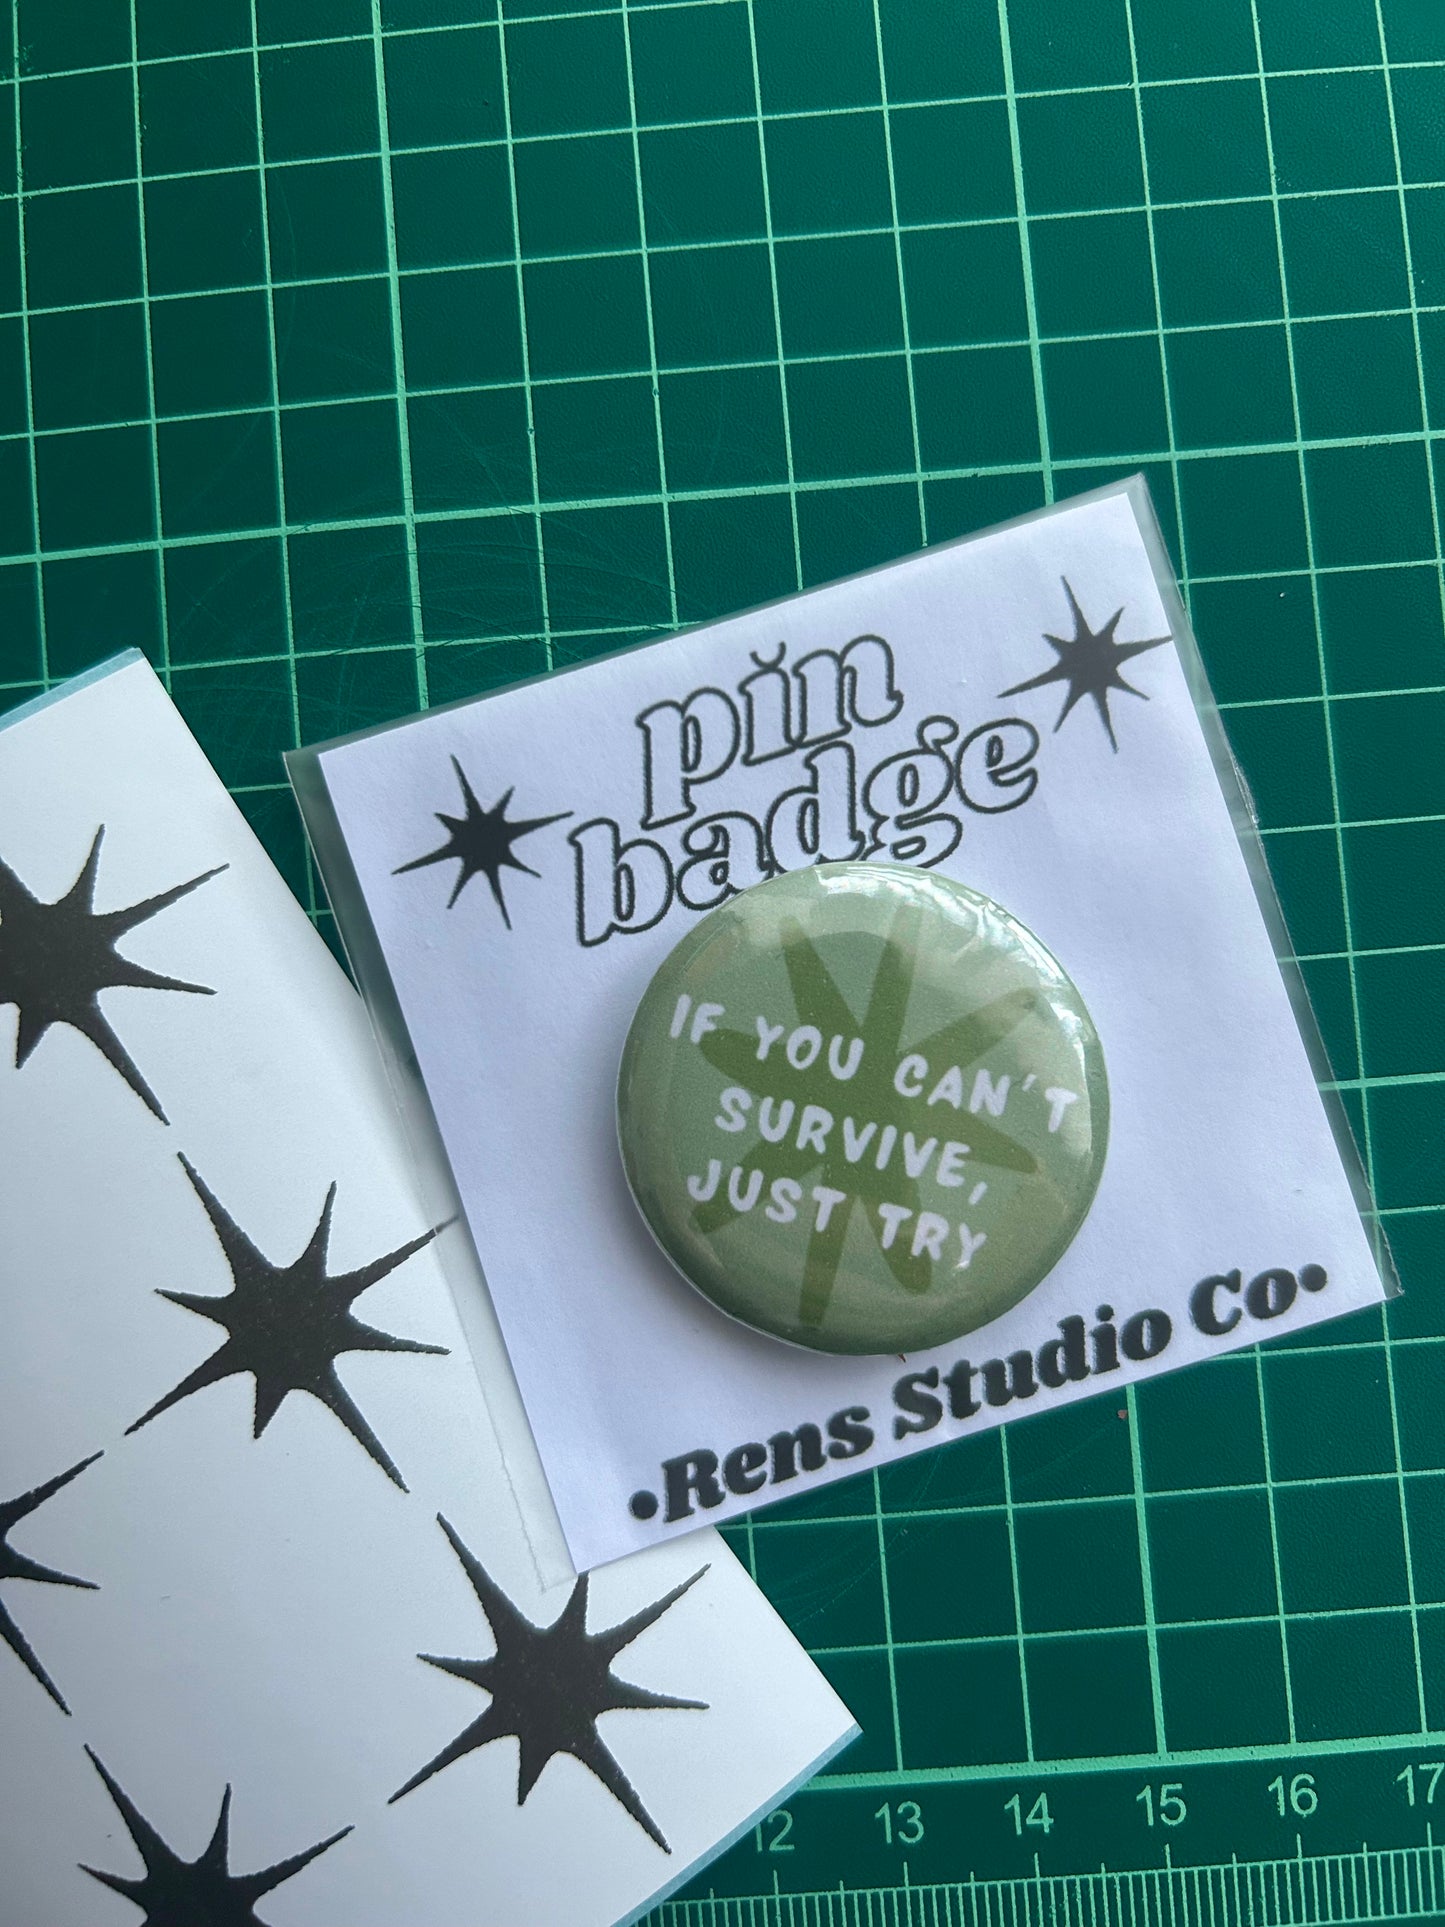 pin
badge
IF YOU CAN'T
SURVIVE,
JUST TRY
•Rens Studio Co•
12 13 14 15 16 17